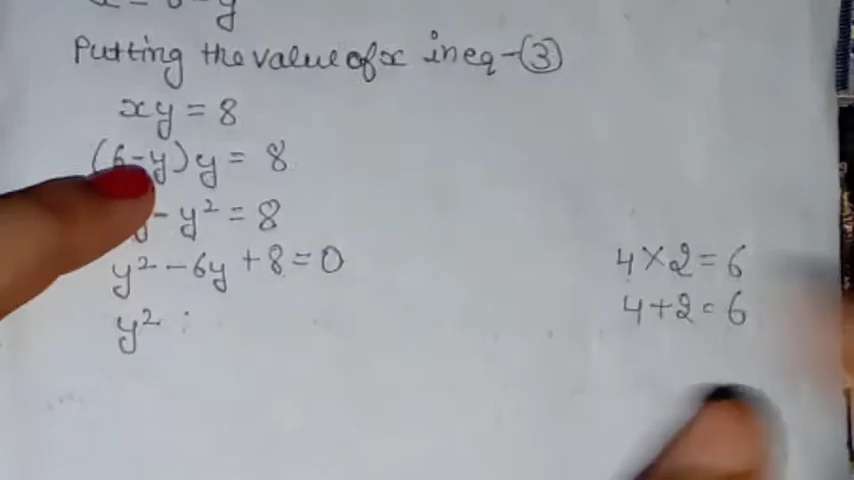 Putting the value of x in eq-③
xy = 8
(6-y)y = 8
y - y² = 8
y² - 6y + 8 = 0
4×2=6
4+2=6
y²